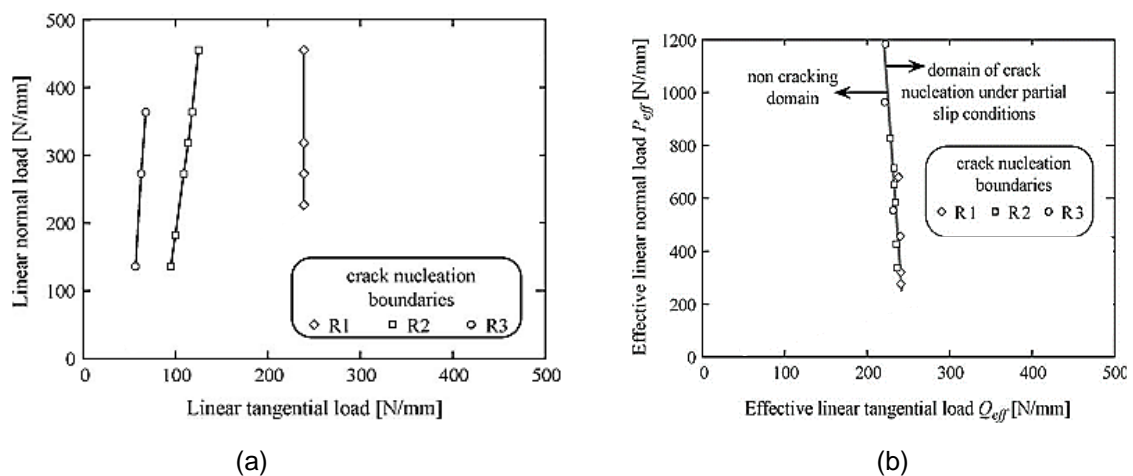 500
400
300
200
100
0
Linear normal load [N/mm]
crack nucleation
boundaries
R1 R2 R3
0 100 200 300 400 500
Linear tangential load [N/mm]
(a)
1200
1000
800
600
400
200
0
Effective linear normal load Peff [N/mm]
non cracking
domain
domain of crack
nucleation under partial
slip conditions
crack nucleation
boundaries
R1 R2 R3
0 100 200 300 400 500
Effective linear tangential load Qeff [N/mm]
(b)